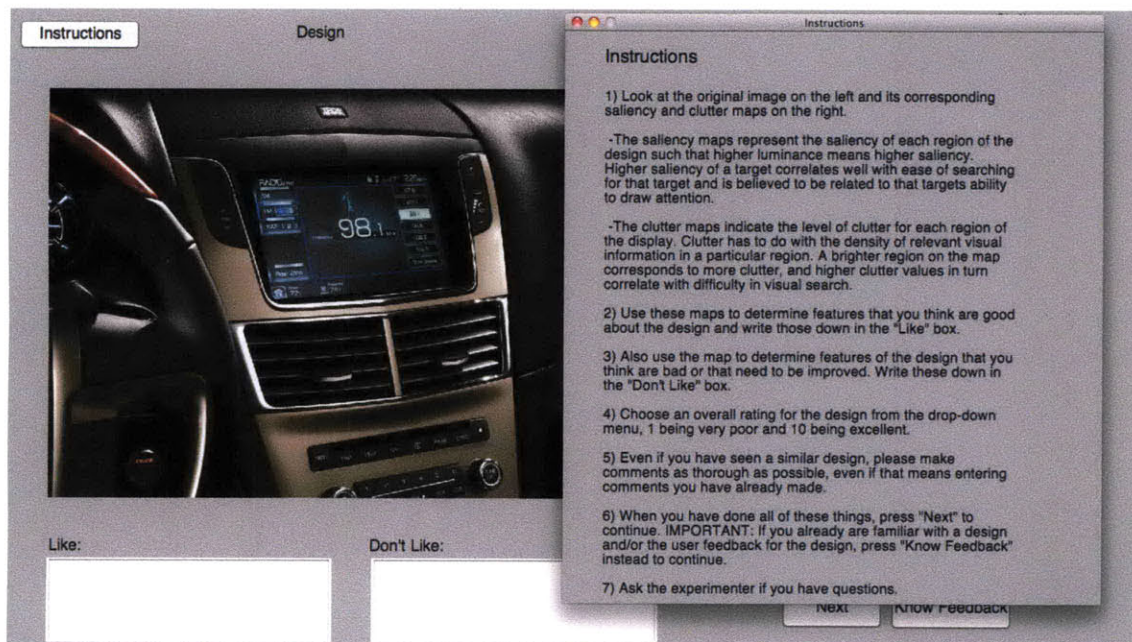 Instructions
Design
Instructions
Instructions
1) Look at the original image on the left and its corresponding
saliency and clutter maps on the right.
-The saliency maps represent the saliency of each region of the
design such that higher luminance means higher saliency.
Higher saliency of a target correlates well with ease of searching
for that target and is believed to be related to that targets ability
to draw attention.
-The clutter maps indicate the level of clutter for each region of
the display. Clutter has to do with the density of relevant visual
information in a particular region. A brighter region on the map
corresponds to more clutter, and higher clutter values in turn
correlate with difficulty in visual search.
2) Use these maps to determine features that you think are good
about the design and write those down in the "Like" box.
3) Also use the map to determine features of the design that you
think are bad or that need to be improved. Write these down in
the "Don't Like" box.
4) Choose an overall rating for the design from the drop-down
menu, 1 being very poor and 10 being excellent.
5) Even if you have seen a similar design, please make
comments as thorough as possible, even if that means entering
comments you have already made.
6) When you have done all of these things, press "Next" to
continue. IMPORTANT: If you already are familiar with a design
and/or the user feedback for the design, press "Know Feedback"
instead to continue.
7) Ask the experimenter if you have questions.
RADIO
98.1
Like:
Don't Like:
Next
Know Feedback